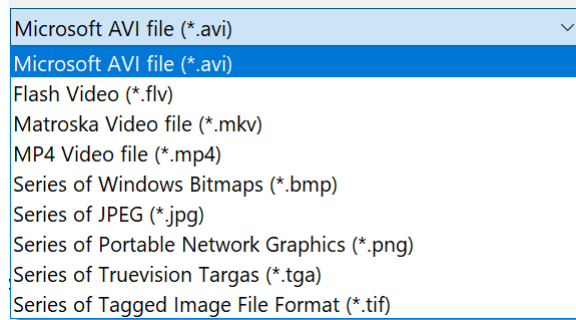 Microsoft AVI file (*.avi)
Microsoft AVI file (*.avi)
Flash Video (*.flv)
Matroska Video file (*.mkv)
MP4 Video file (*.mp4)
Series of Windows Bitmaps (*.bmp)
Series of JPEG (*.jpg)
Series of Portable Network Graphics (*.png)
Series of Truevision Targas (*.tga)
Series of Tagged Image File Format (*.tif)